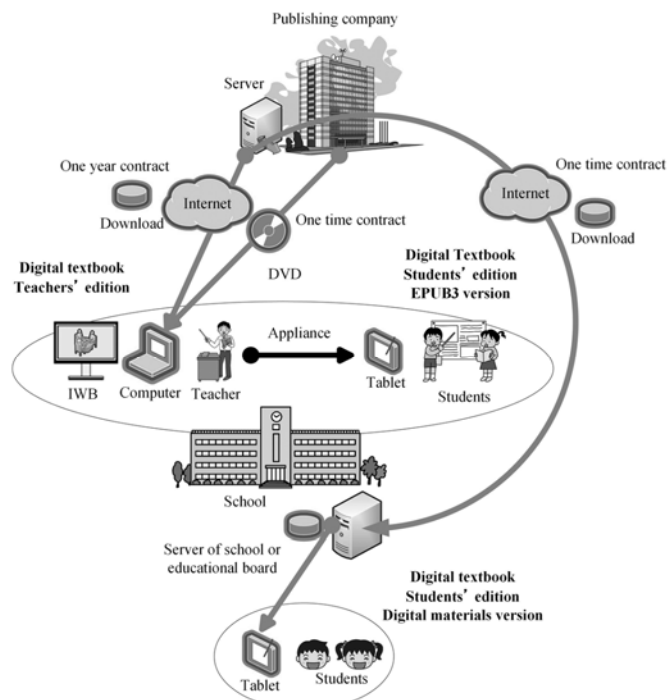 Publishing company
Server
One year contract
Internet
Download
One time contract
DVD
One time contract
Internet
Download
Digital textbook
Teachers' edition
Digital Textbook
Students' edition
EPUB3 version
IWB
Computer
Teacher
Appliance
Tablet
Students
School
Server of school or
educational board
Digital textbook
Students' edition
Digital materials version
Tablet
Students